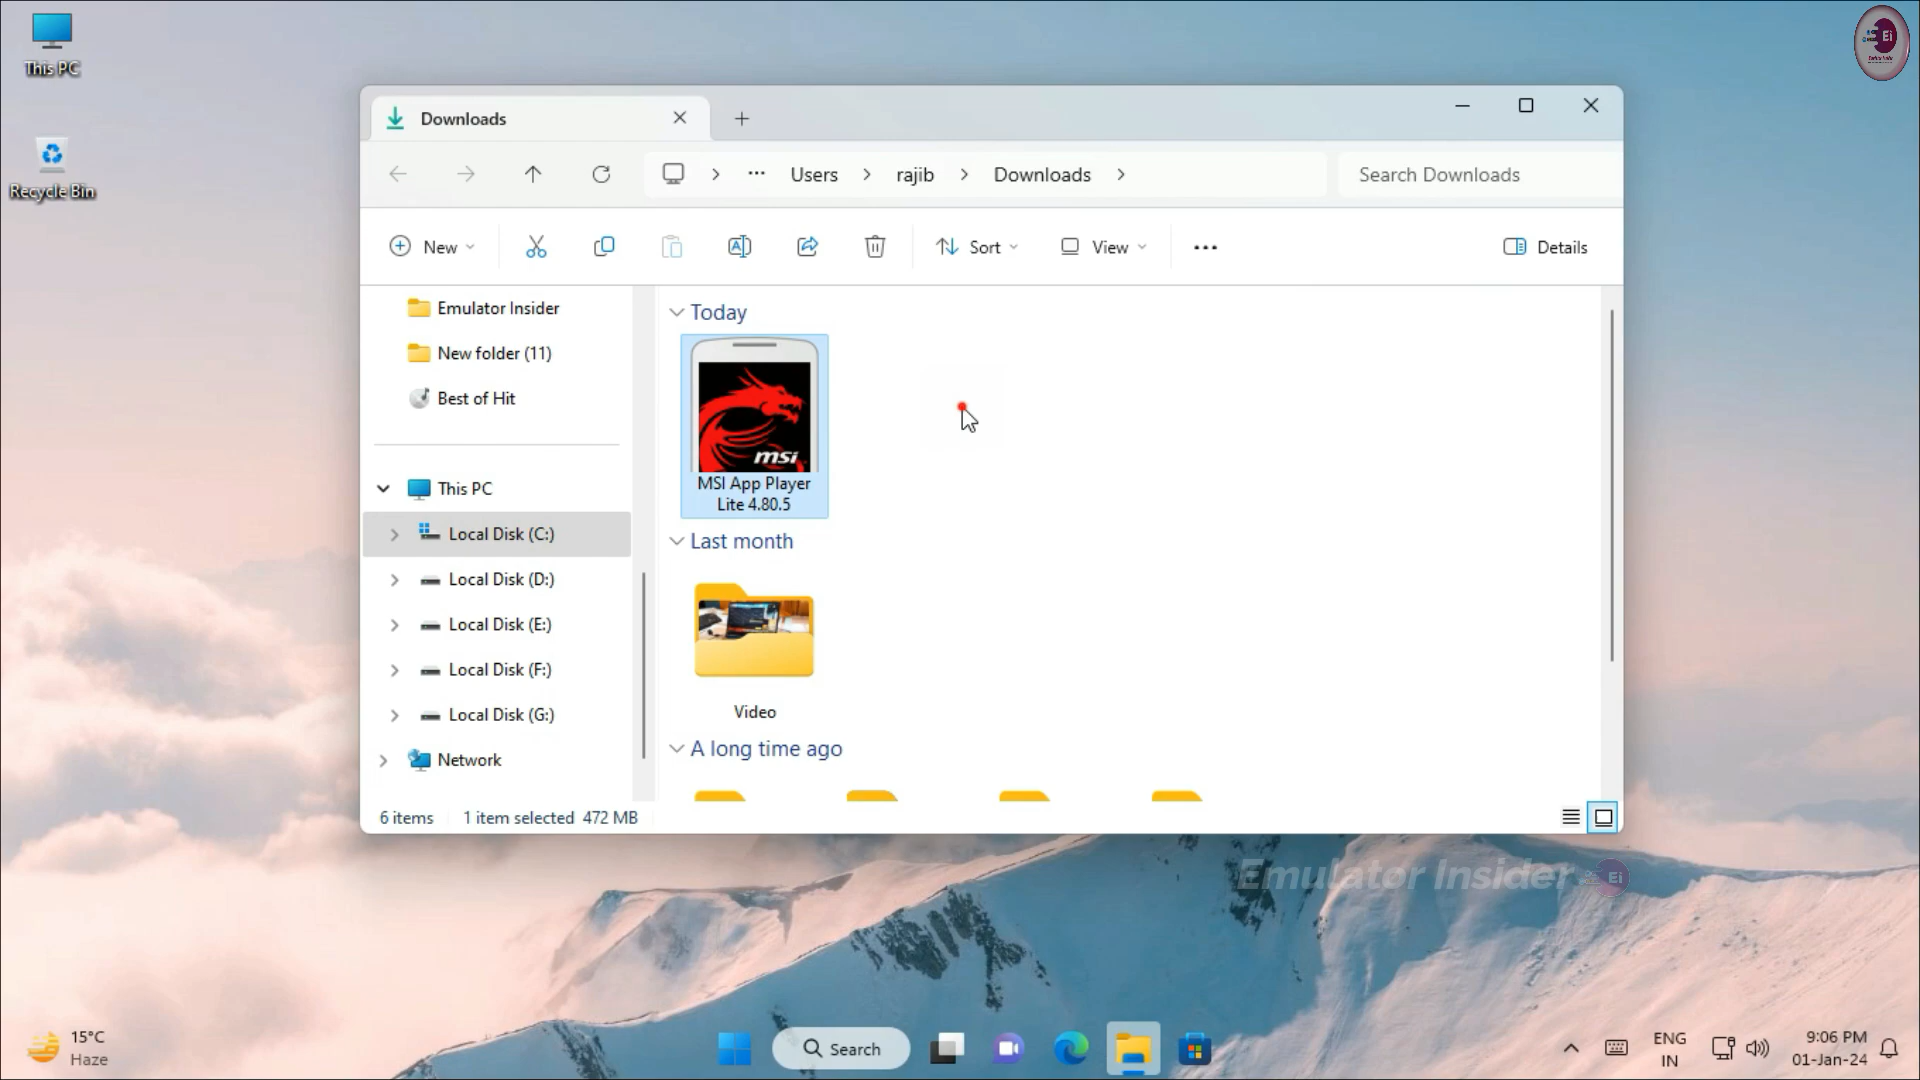 This PC
Recycle Bin
Downloads
Users
rajib
Downloads
Search Downloads
New
Sort
View
Details
Emulator Insider
New folder (11)
Best of Hit
This PC
Local Disk (C:)
Local Disk (D:)
Local Disk (E:)
Local Disk (F:)
Local Disk (G:)
Network
Today
msi
MSI App Player
Lite 4.80.5
Last month
Video
A long time ago
6 items
1 item selected 472 MB
Emulator Insider
Ei
Ei
15°C
Haze
Search
ENG
IN
9:06 PM
01-Jan-24